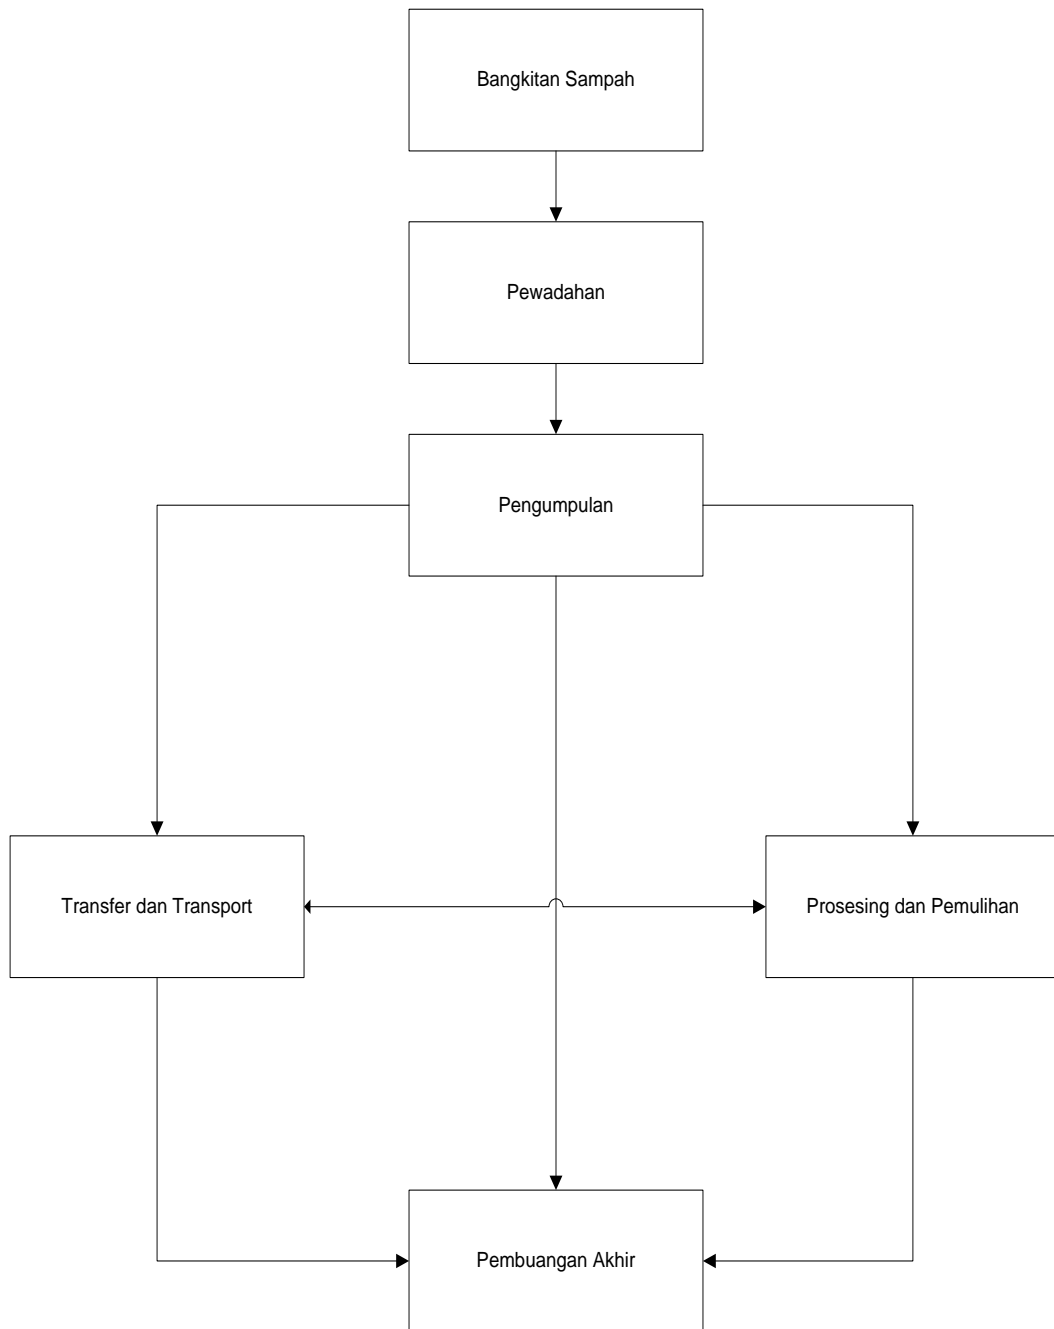 Bangkitan Sampah
Pewadahan
Pengumpulan
Transfer dan Transport
Prosesing dan Pemulihan
Pembuangan Akhir